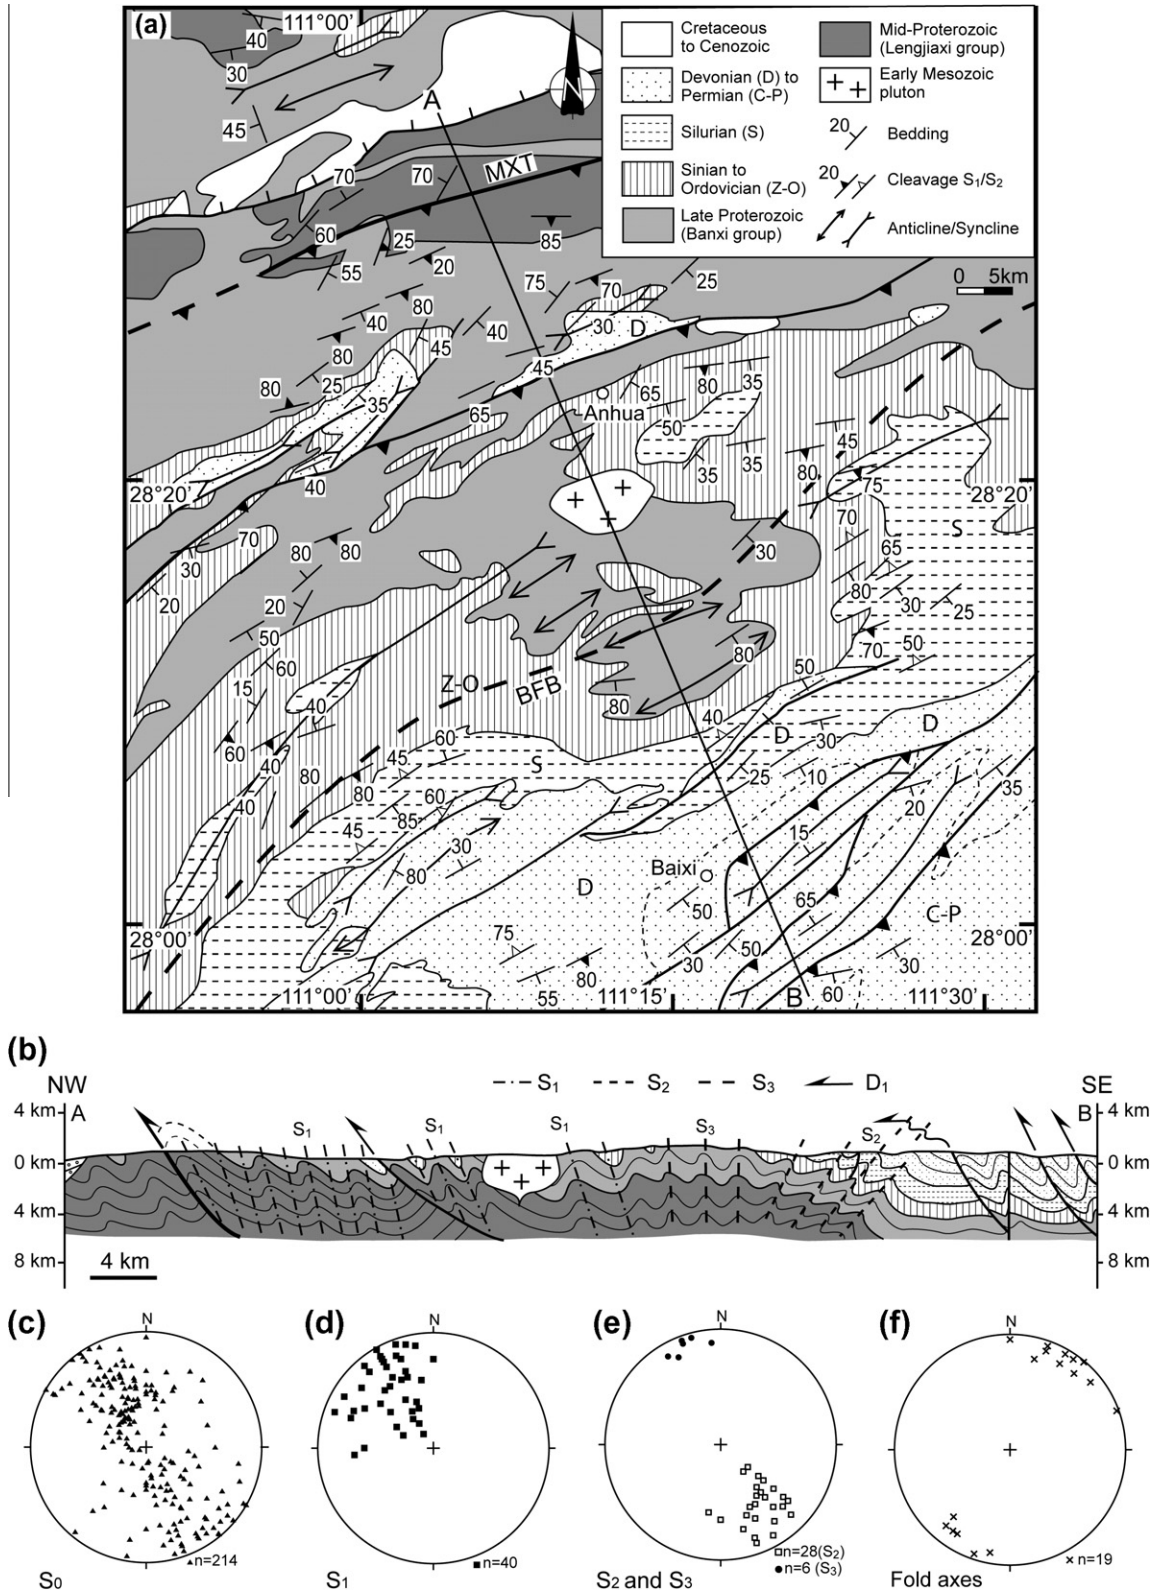 (a)
111°00’
A
N
MXT
Cretaceous
to Cenozoic
Devonian (D) to
Permian (C-P)
Silurian (S)
Sinian to
Ordovician (Z-O)
Late Proterozoic
(Banxi group)
Mid-Proterozoic
(Lengjiaxi group)
Early Mesozoic
pluton
20 Bedding
20 Cleavage S₁/S₂
Anticline/Syncline
0 5km
40
30
45
70
70
60
25
55
20
85
75
70
25
80
40
80
40
45
30 D
80
25
80
35
45
65
65
80
35
Anhua
50
35
35
45
80
40
75
28°20’
28°20’
S
70
30
80
80
30
70
65
20
20
50
60
80
30
25
50
70
15
40
Z-O
BFB
80
80
50
40
D
30
D
60
40
80
45
60
S
25
10
35
40
80
60
85
45
30
80
15
20
Baixi
D
50
65
C-P
28°00’
75
50
30
30
28°00’
80
55
60
B
111°00’
111°15’
111°30’
(b)
NW
SE
S₁ S₂ S₃ D₁
4 km
A
B
4 km
S₁
S₁
S₁
S₃
S₂
0 km
0 km
4 km
4 km
8 km
8 km
4 km
(c)
N
n=214
S₀
(d)
N
n=40
S₁
(e)
N
n=28(S₂)
n=6 (S₃)
S₂ and S₃
(f)
N
n=19
Fold axes